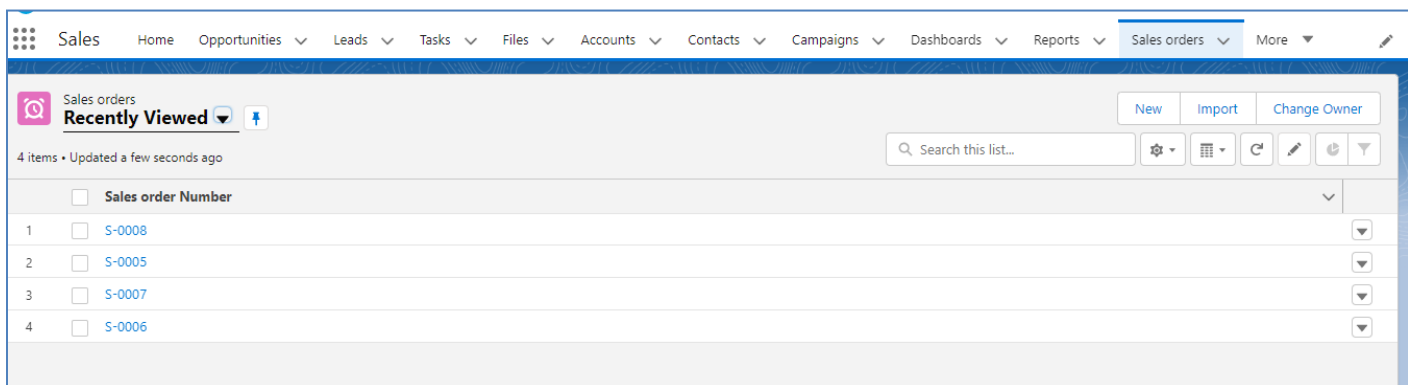 Sales Home Opportunities Leads Tasks Files Accounts Contacts Campaigns Dashboards Reports Sales orders More
Sales orders
Recently Viewed
New Import Change Owner
4 items • Updated a few seconds ago
Search this list...
Sales order Number
1 S-0008
2 S-0005
3 S-0007
4 S-0006